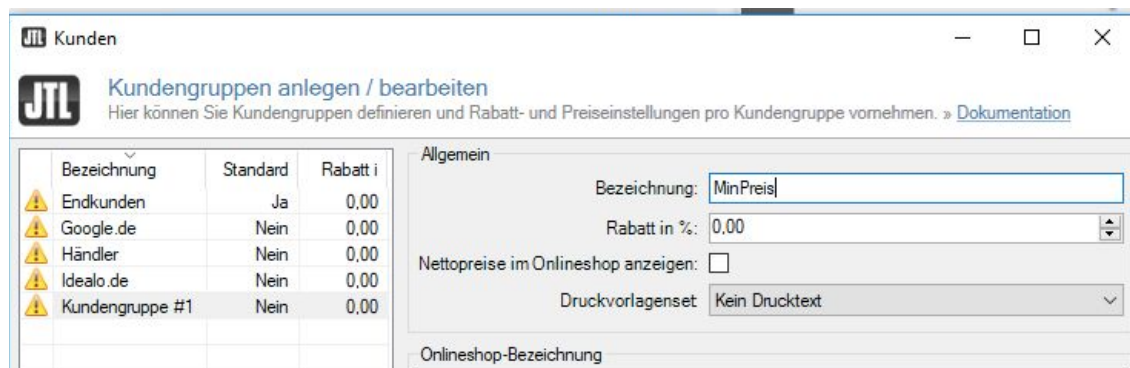 JTL Kunden
JTL
Kundengruppen anlegen / bearbeiten
Hier können Sie Kundengruppen definieren und Rabatt- und Preiseinstellungen pro Kundengruppe vornehmen. » Dokumentation
Bezeichnung Standard Rabatt i
Endkunden Ja 0,00
Google.de Nein 0,00
Händler Nein 0,00
Idealo.de Nein 0,00
Kundengruppe #1 Nein 0,00
Allgemein
Bezeichnung: MinPreis
Rabatt in %: 0,00
Nettopreise im Onlineshop anzeigen:
Druckvorlagenset Kein Drucktext
Onlineshop-Bezeichnung